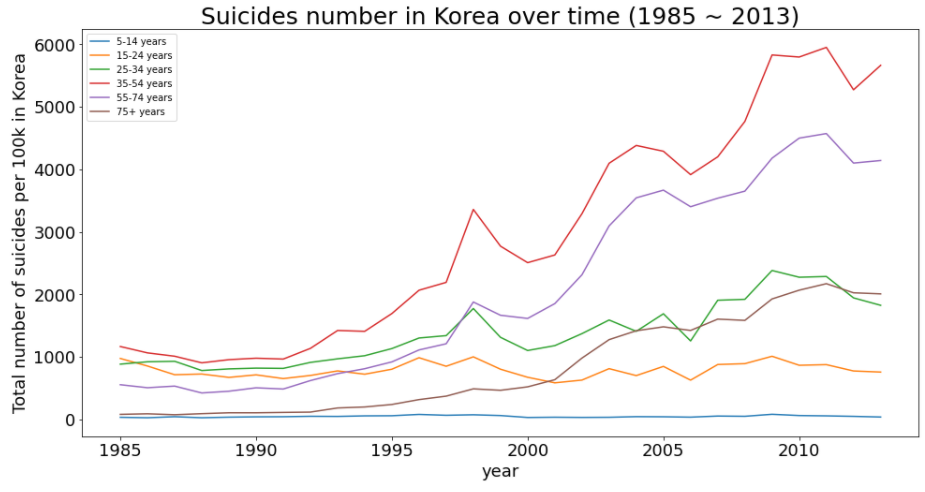 Suicides number in Korea over time (1985 ~ 2013)
Total number of suicides per 100k in Korea
6000
5000
4000
3000
2000
1000
0
5-14 years
15-24 years
25-34 years
35-54 years
55-74 years
75+ years
1985
1990
1995
2000
2005
2010
year